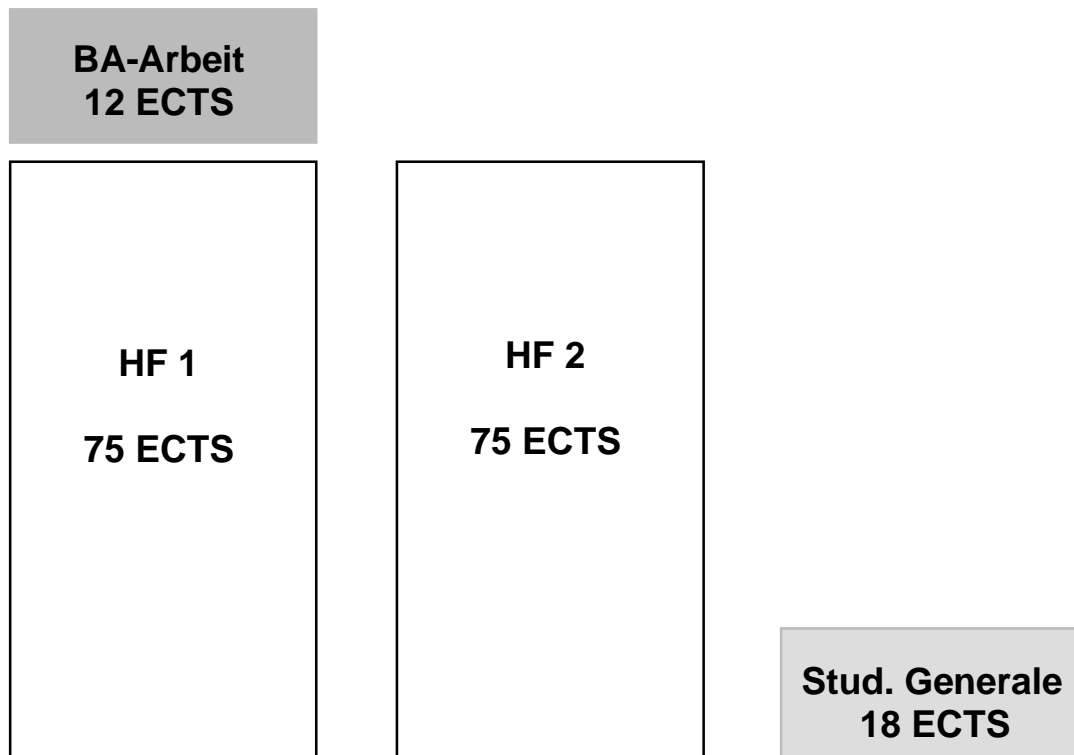 BA-Arbeit
12 ECTS
HF 1
75 ECTS
HF 2
75 ECTS
Stud. Generale
18 ECTS